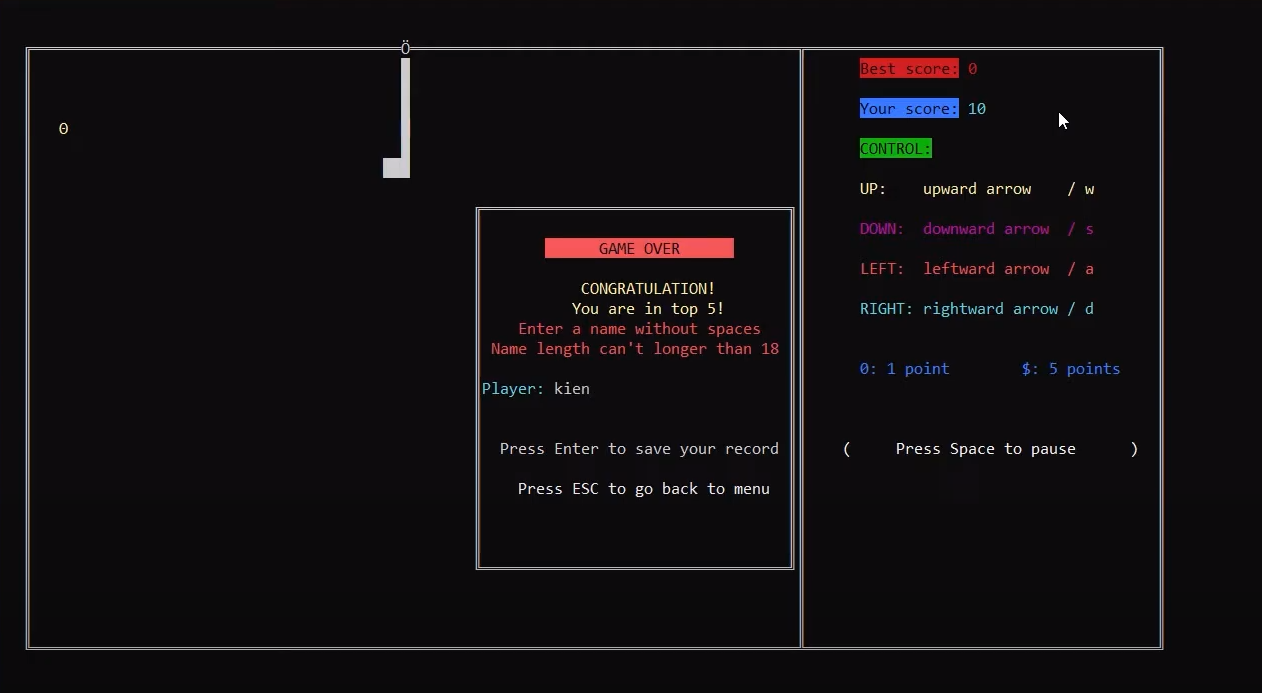 Ö
0
GAME OVER
CONGRATULATION!
You are in top 5!
Enter a name without spaces
Name length can't longer than 18
Player: kien
Press Enter to save your record
Press ESC to go back to menu
Best score: 0
Your score: 10
CONTROL:
UP: upward arrow / w
DOWN: downward arrow / s
LEFT: leftward arrow / a
RIGHT: rightward arrow / d
0: 1 point $: 5 points
( Press Space to pause )